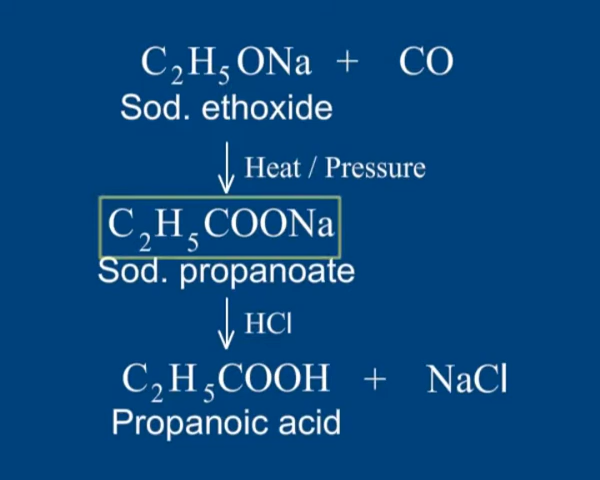 C₂H₅ONa + CO
Sod. ethoxide
↓ Heat / Pressure
C₂H₅COONa
Sod. propanoate
↓ HCl
C₂H₅COOH + NaCl
Propanoic acid